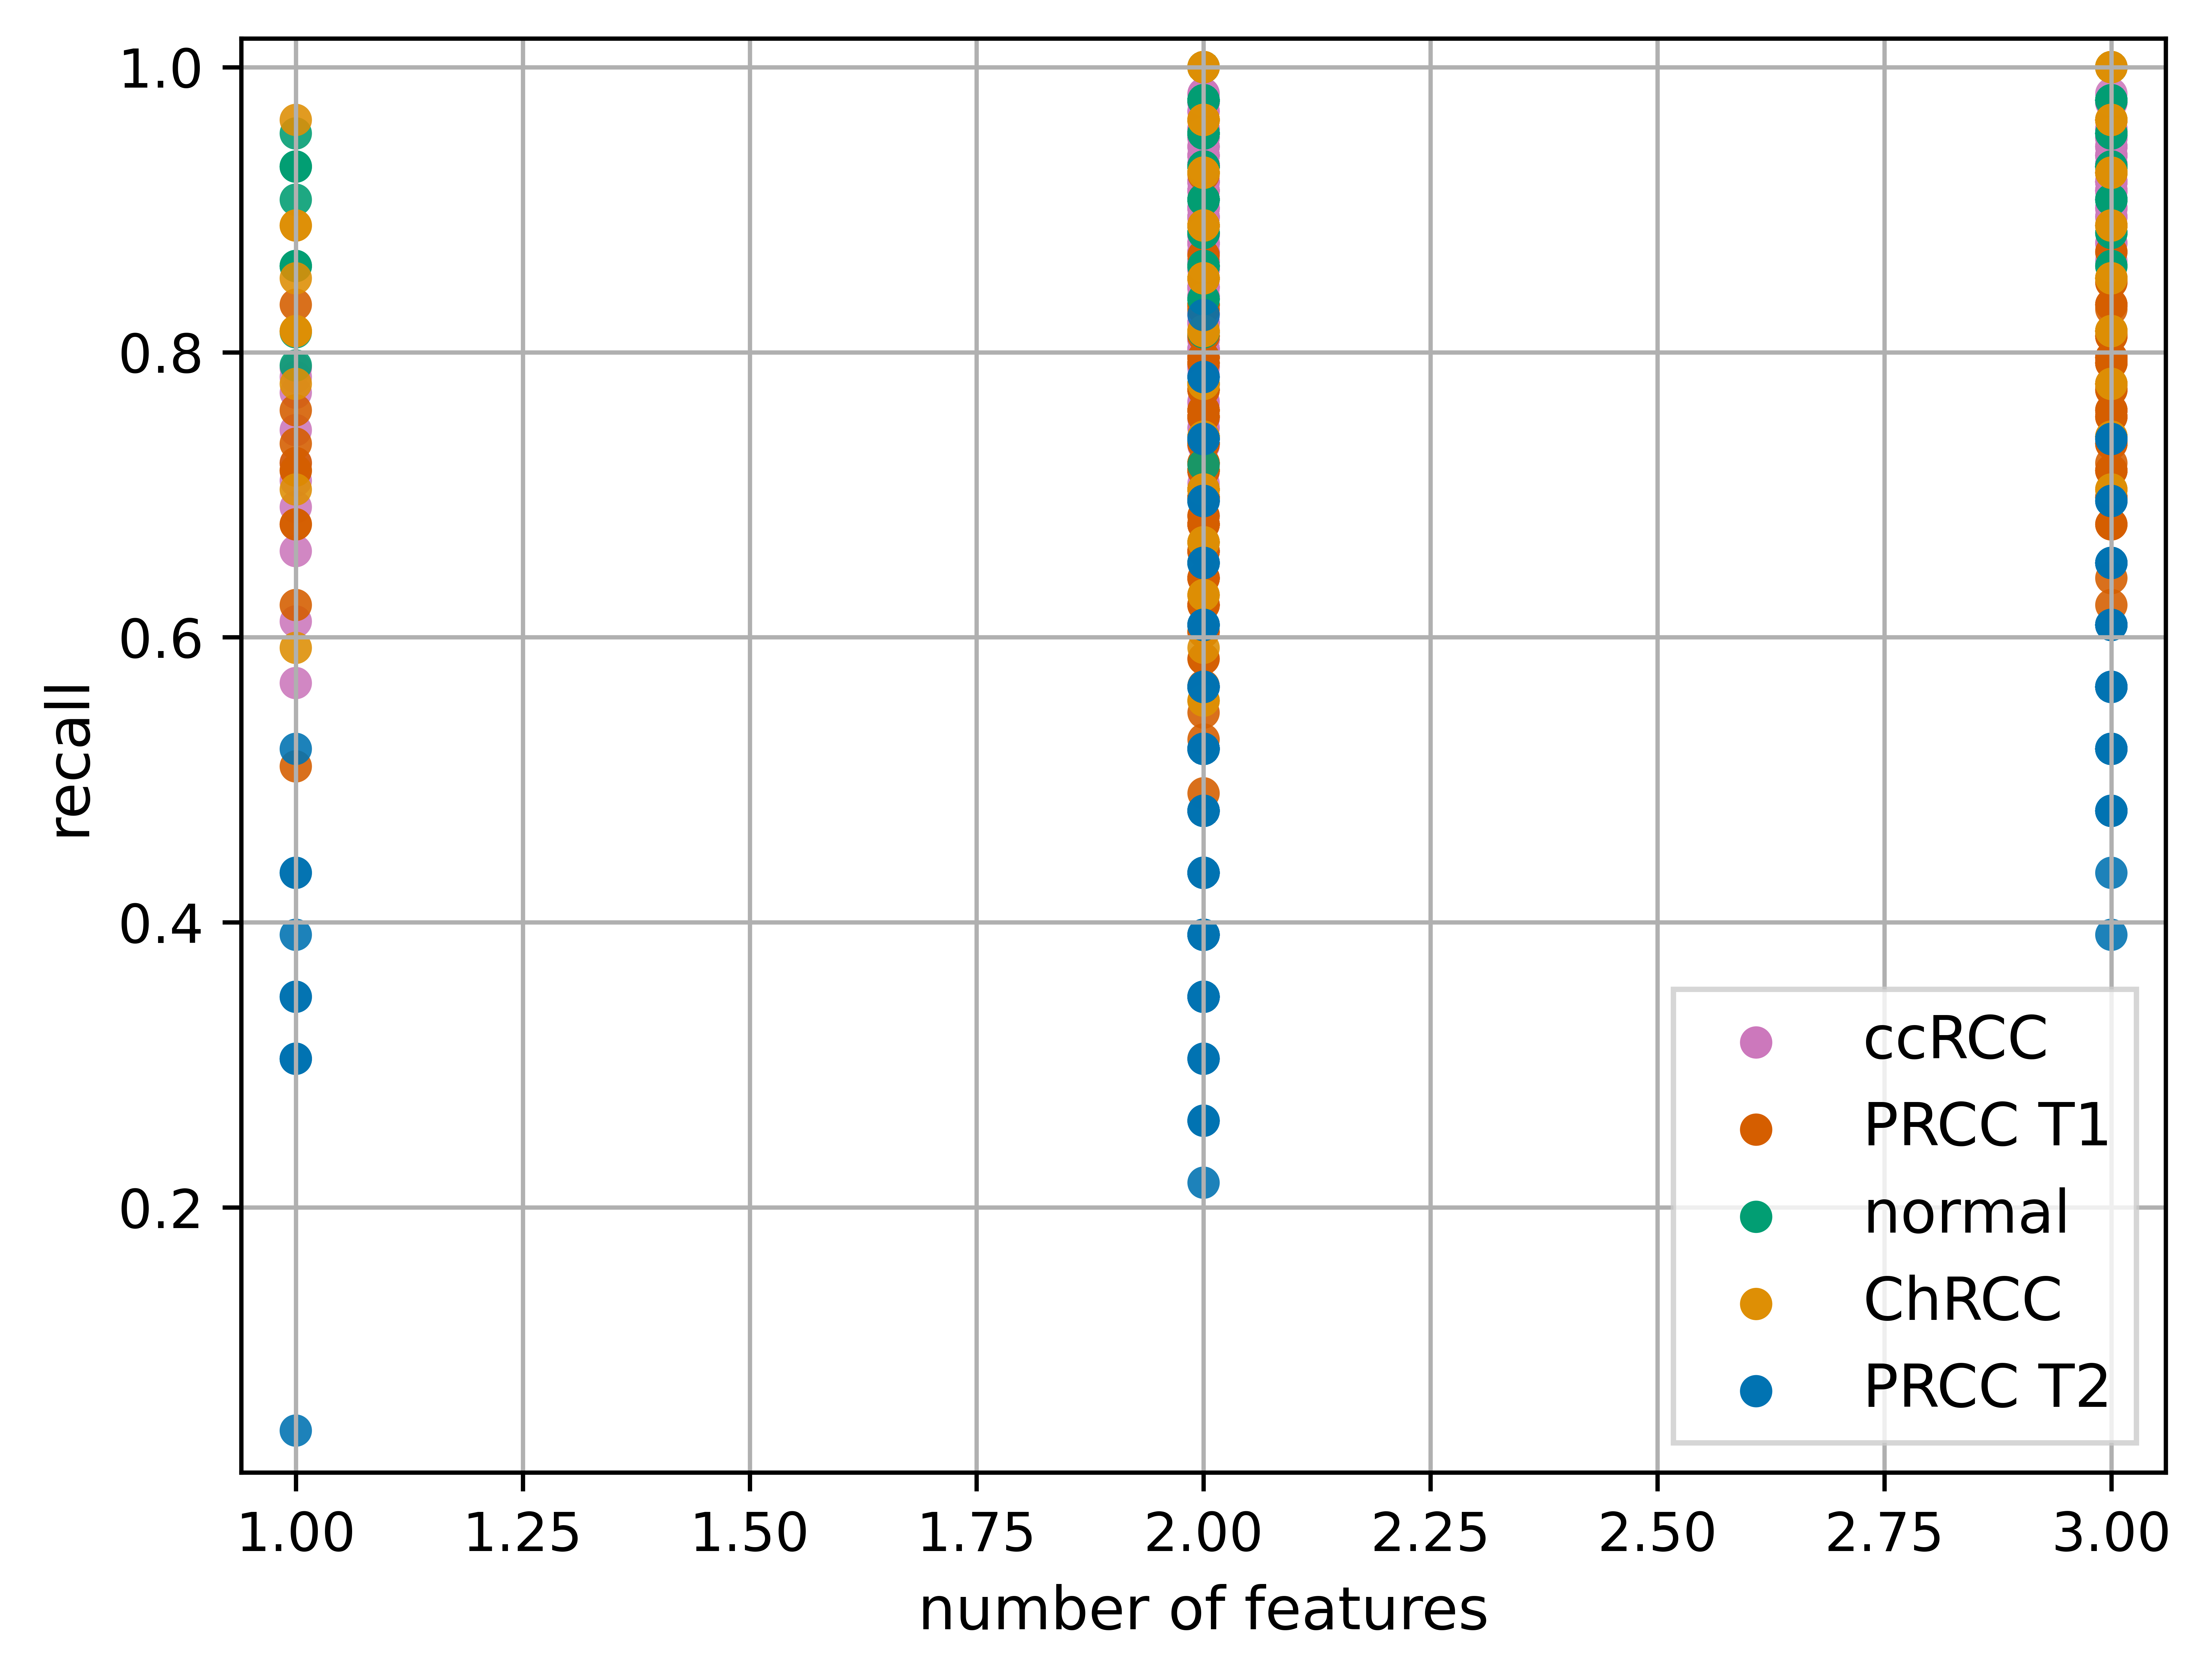 1.0
0.8
0.6
0.4
0.2
recall
1.00 1.25 1.50 1.75 2.00 2.25 2.50 2.75 3.00
number of features
ccRCC
PRCC T1
normal
ChRCC
PRCC T2